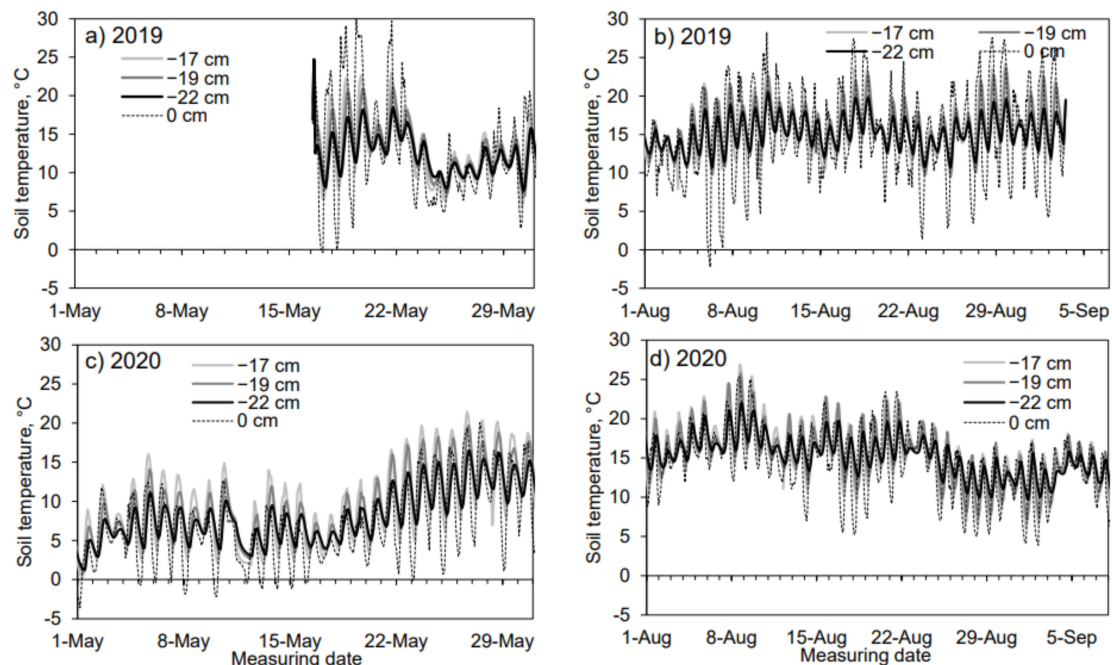 a) 2019
−17 cm
−19 cm
−22 cm
0 cm
Soil temperature, °C
30
25
20
15
10
5
0
-5
1-May 8-May 15-May 22-May 29-May
b) 2019
−17 cm −19 cm
−22 cm 0 cm
Soil temperature, °C
30
25
20
15
10
5
0
-5
1-Aug 8-Aug 15-Aug 22-Aug 29-Aug 5-Sep
c) 2020
−17 cm
−19 cm
−22 cm
0 cm
Soil temperature, °C
30
25
20
15
10
5
0
-5
1-May 8-May 15-May 22-May 29-May
Measuring date
d) 2020
−17 cm
−19 cm
−22 cm
0 cm
Soil temperature, °C
30
25
20
15
10
5
0
-5
1-Aug 8-Aug 15-Aug 22-Aug 29-Aug 5-Sep
Measuring date